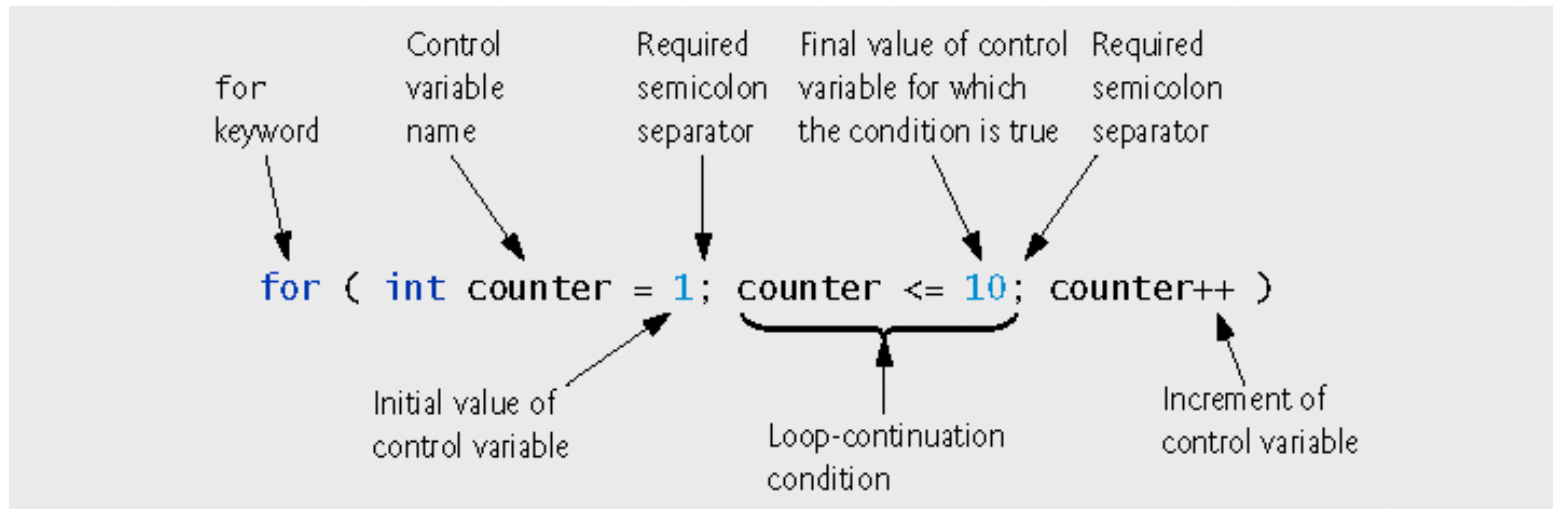 for
keyword
Control
variable
name
Required
semicolon
separator
Final value of control
variable for which
the condition is true
Required
semicolon
separator
for ( int counter = 1; counter <= 10; counter++ )
Initial value of
control variable
Loop-continuation
condition
Increment of
control variable